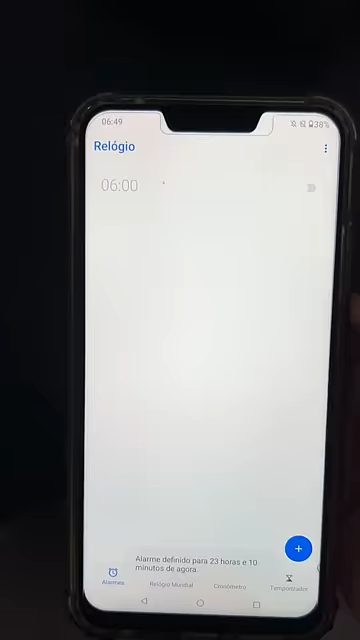 06:49
38%
Relógio
06:00
Alarme definido para 23 horas e 10
minutos de agora.
Alarmes
Relógio Mundial
Cronômetro
Temporizador